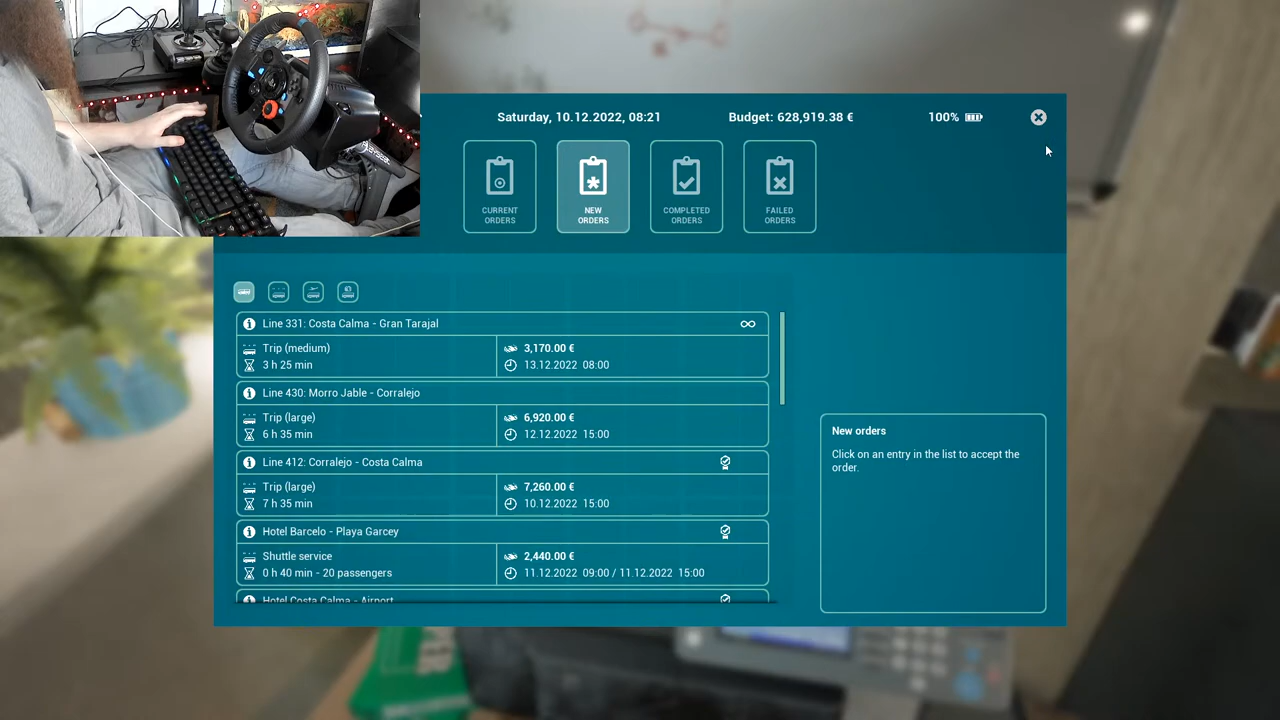 Saturday, 10.12.2022, 08:21
Budget: 628,919.38 €
100%
CURRENT ORDERS
NEW ORDERS
COMPLETED ORDERS
FAILED ORDERS
Line 331: Costa Calma - Gran Tarajal
Trip (medium)
3,170.00 €
3 h 25 min
13.12.2022 08:00
Line 430: Morro Jable - Corralejo
Trip (large)
6,920.00 €
6 h 35 min
12.12.2022 15:00
Line 412: Corralejo - Costa Calma
Trip (large)
7,260.00 €
7 h 35 min
10.12.2022 15:00
Hotel Barcelo - Playa Garcey
Shuttle service
2,440.00 €
0 h 40 min - 20 passengers
11.12.2022 09:00 / 11.12.2022 15:00
Hotel Costa Calma - Airport
New orders
Click on an entry in the list to accept the
order.